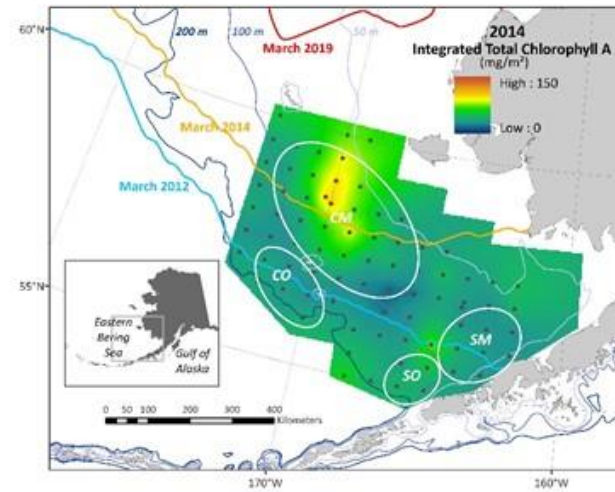 60°N
200 m
100 m
50 m
March 2019
2014
Integrated Total Chlorophyll A
(mg/m²)
High : 150
Low : 0
March 2014
March 2012
CM
55°N
CO
Eastern
Bering
Sea
Gulf of
Alaska
SM
SO
0 50 100 200 300 400
Kilometers
170°W
160°W